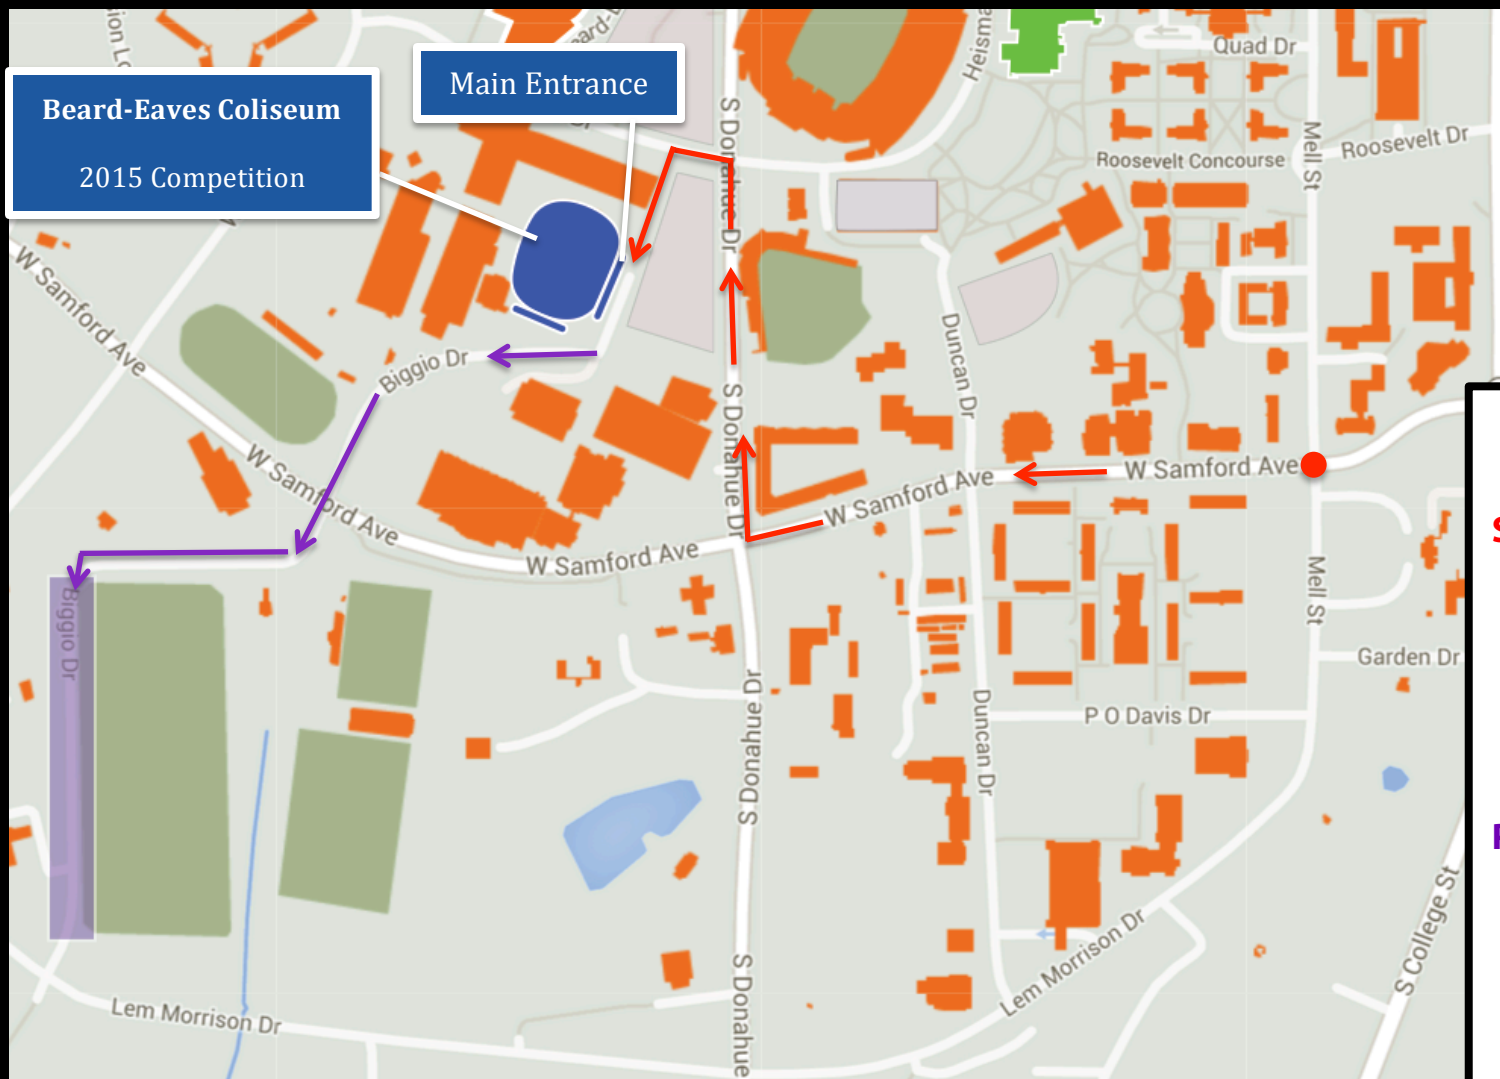 Quad Dr
Main Entrance
Beard-Eaves Coliseum
2015 Competition
S Donahue Dr
Mell St
Roosevelt Dr
Roosevelt Concourse
W Samford Ave
Duncan Dr
Biggio Dr
S Donahue Dr
W Samford Ave
W Samford Ave
W Samford Ave
W Samford Ave
Mell St
Biggio Dr
Garden Dr
S Donahue Dr
Duncan Dr
P O Davis Dr
S College St
Lem Morrison Dr
S Donahue
Lem Morrison Dr